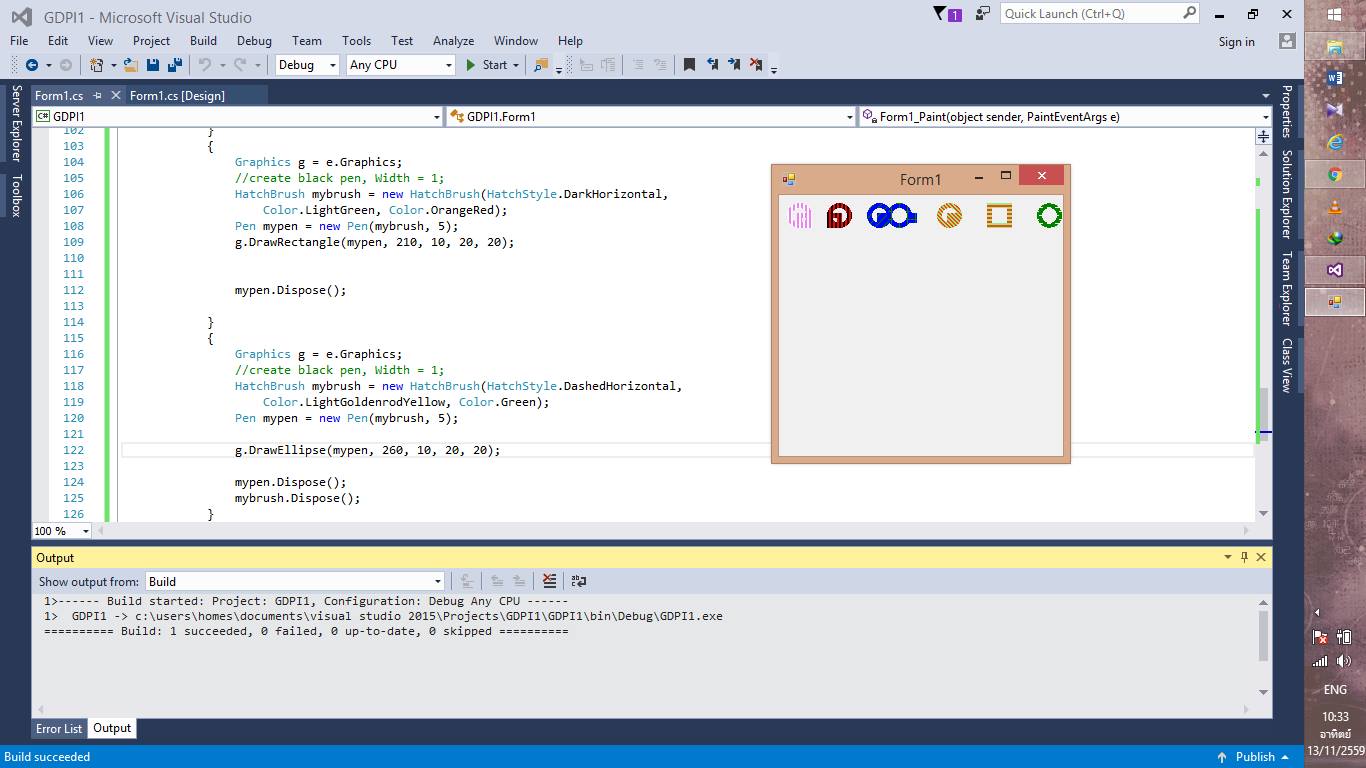 GDPI1 - Microsoft Visual Studio
1
Quick Launch (Ctrl+Q)
File Edit View Project Build Debug Team Tools Test Analyze Window Help
Sign in
Debug
Any CPU
Start
Form1.cs
Form1.cs [Design]
C# GDPI1
GDPI1.Form1
Form1_Paint(object sender, PaintEventArgs e)
Server Explorer
Toolbox
102 }
103 {
104 Graphics g = e.Graphics;
105 //create black pen, Width = 1;
106 HatchBrush mybrush = new HatchBrush(HatchStyle.DarkHorizontal,
107 Color.LightGreen, Color.OrangeRed);
108 Pen mypen = new Pen(mybrush, 5);
109 g.DrawRectangle(mypen, 210, 10, 20, 20);
110
111
112 mypen.Dispose();
113
114 }
115 {
116 Graphics g = e.Graphics;
117 //create black pen, Width = 1;
118 HatchBrush mybrush = new HatchBrush(HatchStyle.DashedHorizontal,
119 Color.LightGoldenrodYellow, Color.Green);
120 Pen mypen = new Pen(mybrush, 5);
121
122 g.DrawEllipse(mypen, 260, 10, 20, 20);
123
124 mypen.Dispose();
125 mybrush.Dispose();
126 }
100 %
Form1
Properties
Solution Explorer
Team Explorer
Class View
Output
Show output from: Build
1>------ Build started: Project: GDPI1, Configuration: Debug Any CPU ------
1> GDPI1 -> c:\users\homes\documents\visual studio 2015\Projects\GDPI1\GDPI1\bin\Debug\GDPI1.exe
========== Build: 1 succeeded, 0 failed, 0 up-to-date, 0 skipped ==========
Error List
Output
Build succeeded
Publish
ENG
10:33
อาทิตย์
13/11/2559